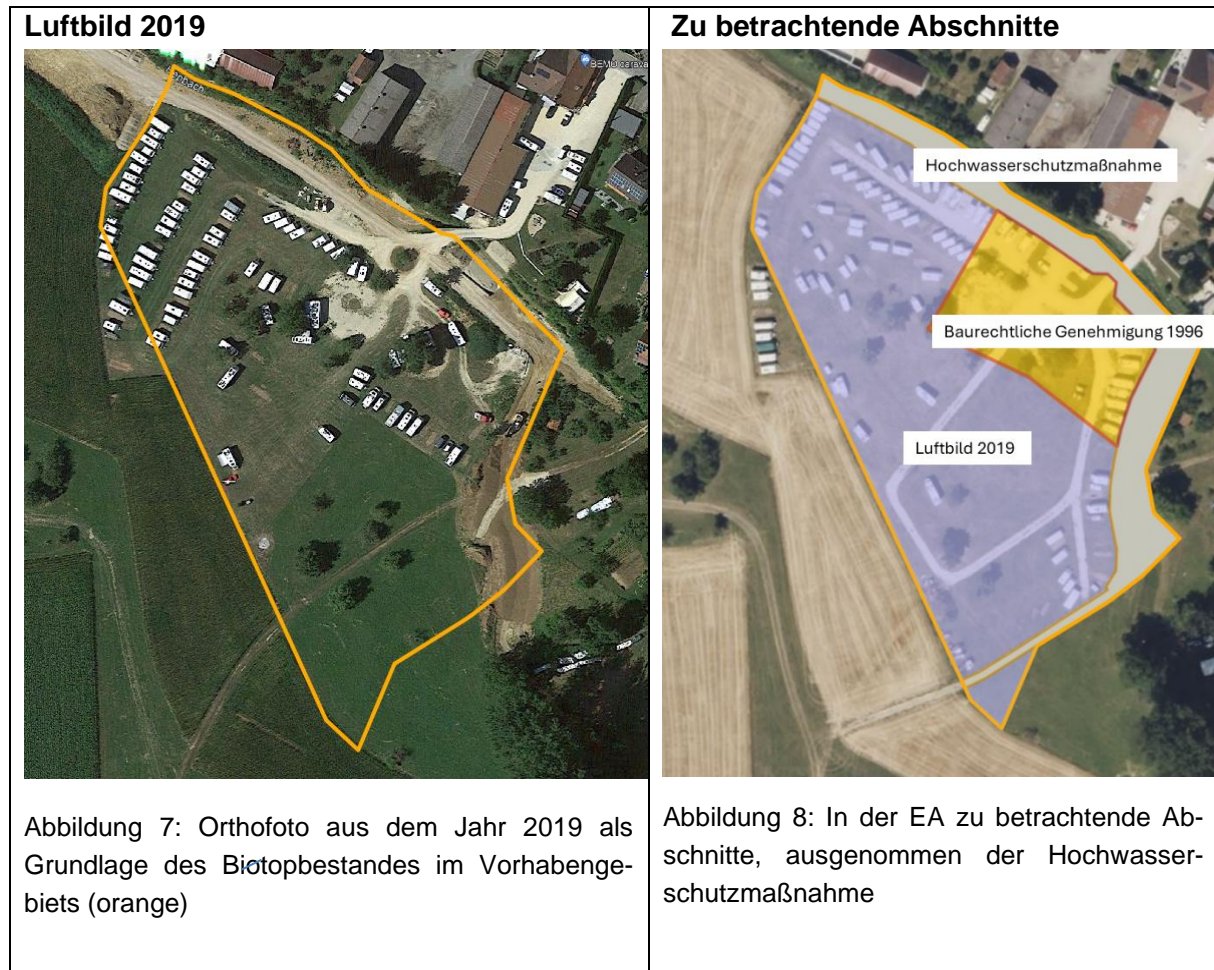 Luftbild 2019
Zu betrachtende Abschnitte
BEMO carava
Hochwasserschutzmaßnahme
Baurechtliche Genehmigung 1996
Luftbild 2019
Abbildung 7: Orthofoto aus dem Jahr 2019 als
Grundlage des Biotopbestandes im Vorhabenge-
biets (orange)
Abbildung 8: In der EA zu betrachtende Ab-
schnitte, ausgenommen der Hochwasser-
schutzmaßnahme